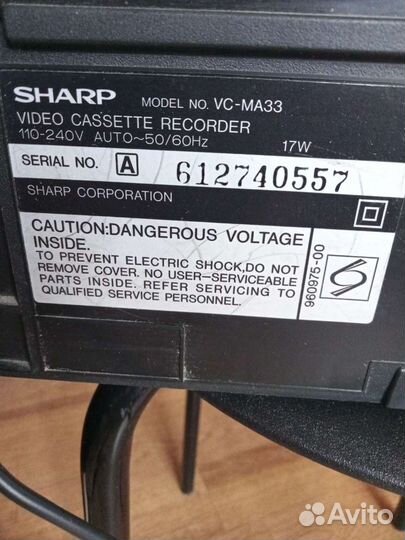 SHARP MODEL NO. VC-MA33
VIDEO CASSETTE RECORDER
110-240V AUTO~50/60Hz 17W
SERIAL NO. A 612740557
SHARP CORPORATION
CAUTION:DANGEROUS VOLTAGE
INSIDE.
TO PREVENT ELECTRIC SHOCK,DO NOT
REMOVE COVER. NO USER-SERVICEABLE
PARTS INSIDE. REFER SERVICING TO
QUALIFIED SERVICE PERSONNEL.
960975-00
Avito